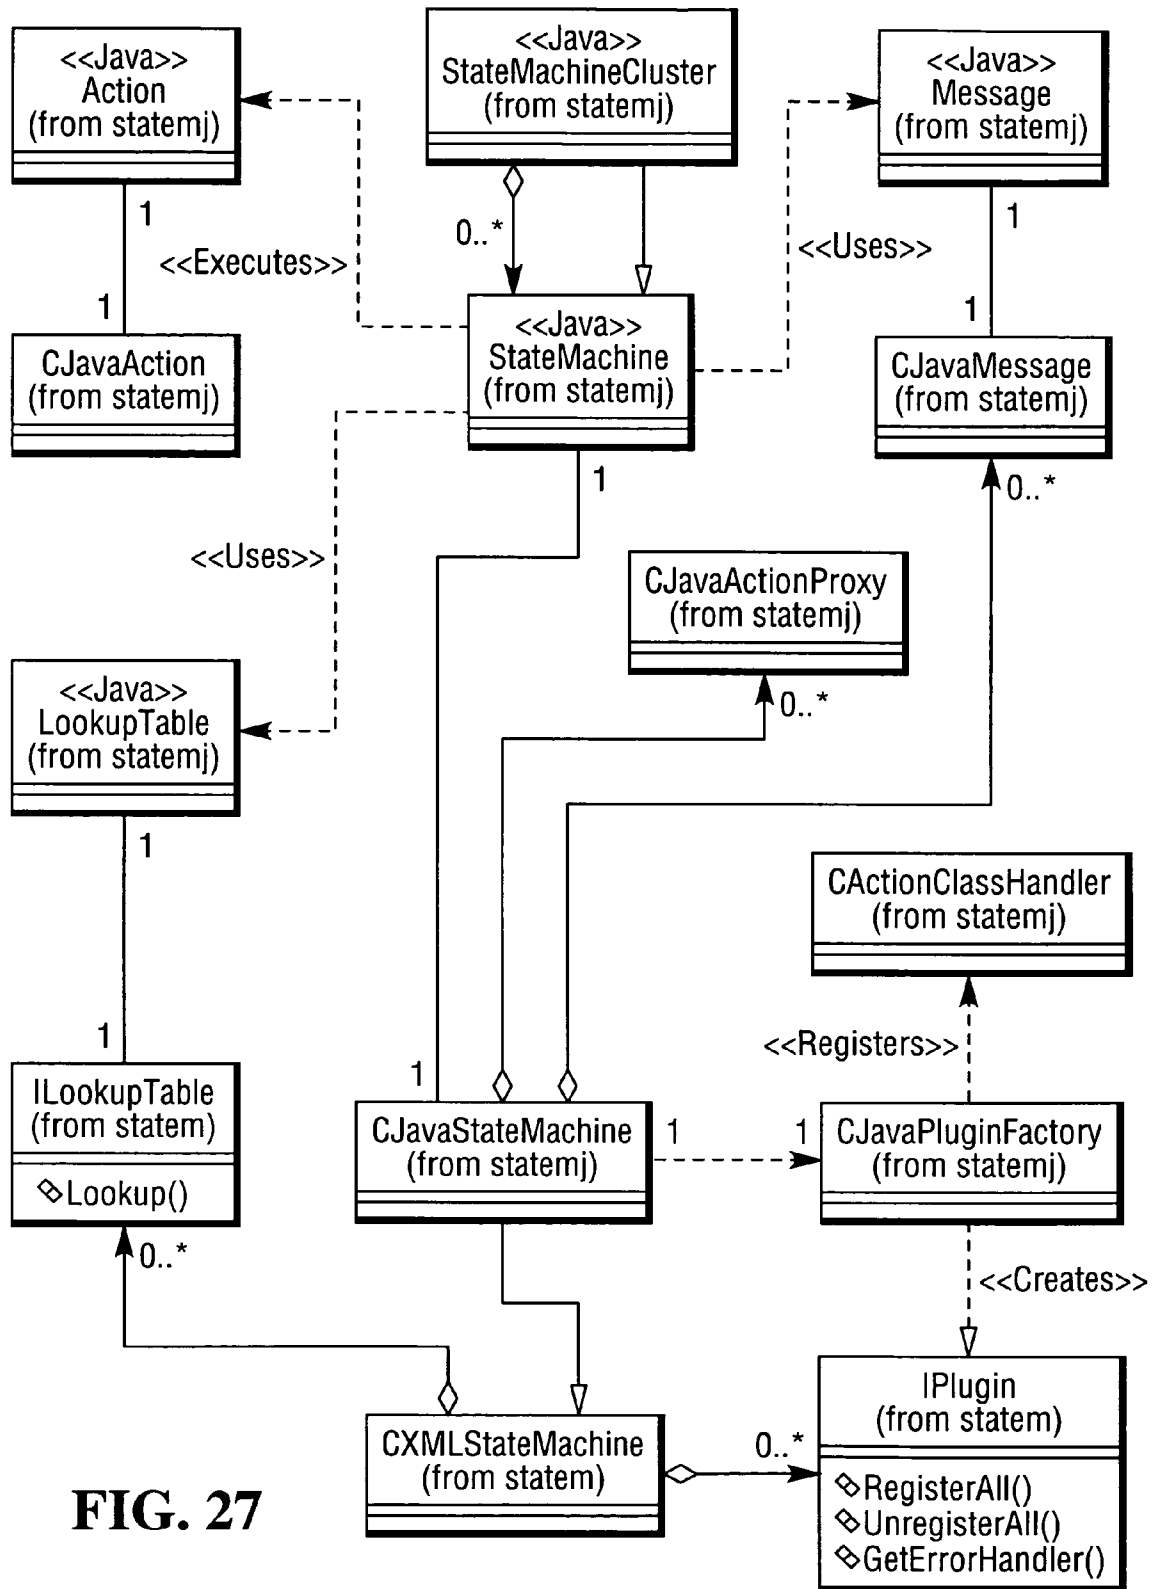 <<Java>>
Action
(from statemj)
<<Java>>
StateMachineCluster
(from statemj)
<<Java>>
Message
(from statemj)
1
<<Executes>>
0..*
<<Uses>>
1
1
1
CJavaAction
(from statemj)
<<Java>>
StateMachine
(from statemj)
CJavaMessage
(from statemj)
1
0..*
<<Uses>>
CJavaActionProxy
(from statemj)
0..*
<<Java>>
LookupTable
(from statemj)
1
CActionClassHandler
(from statemj)
<<Registers>>
1
1
ILookupTable
(from statem)
Lookup()
CJavaStateMachine
(from statemj)
1
1
CJavaPluginFactory
(from statemj)
0..*
<<Creates>>
CXMLStateMachine
(from statem)
0..*
IPlugin
(from statem)
RegisterAll()
UnregisterAll()
GetErrorHandler()
FIG. 27